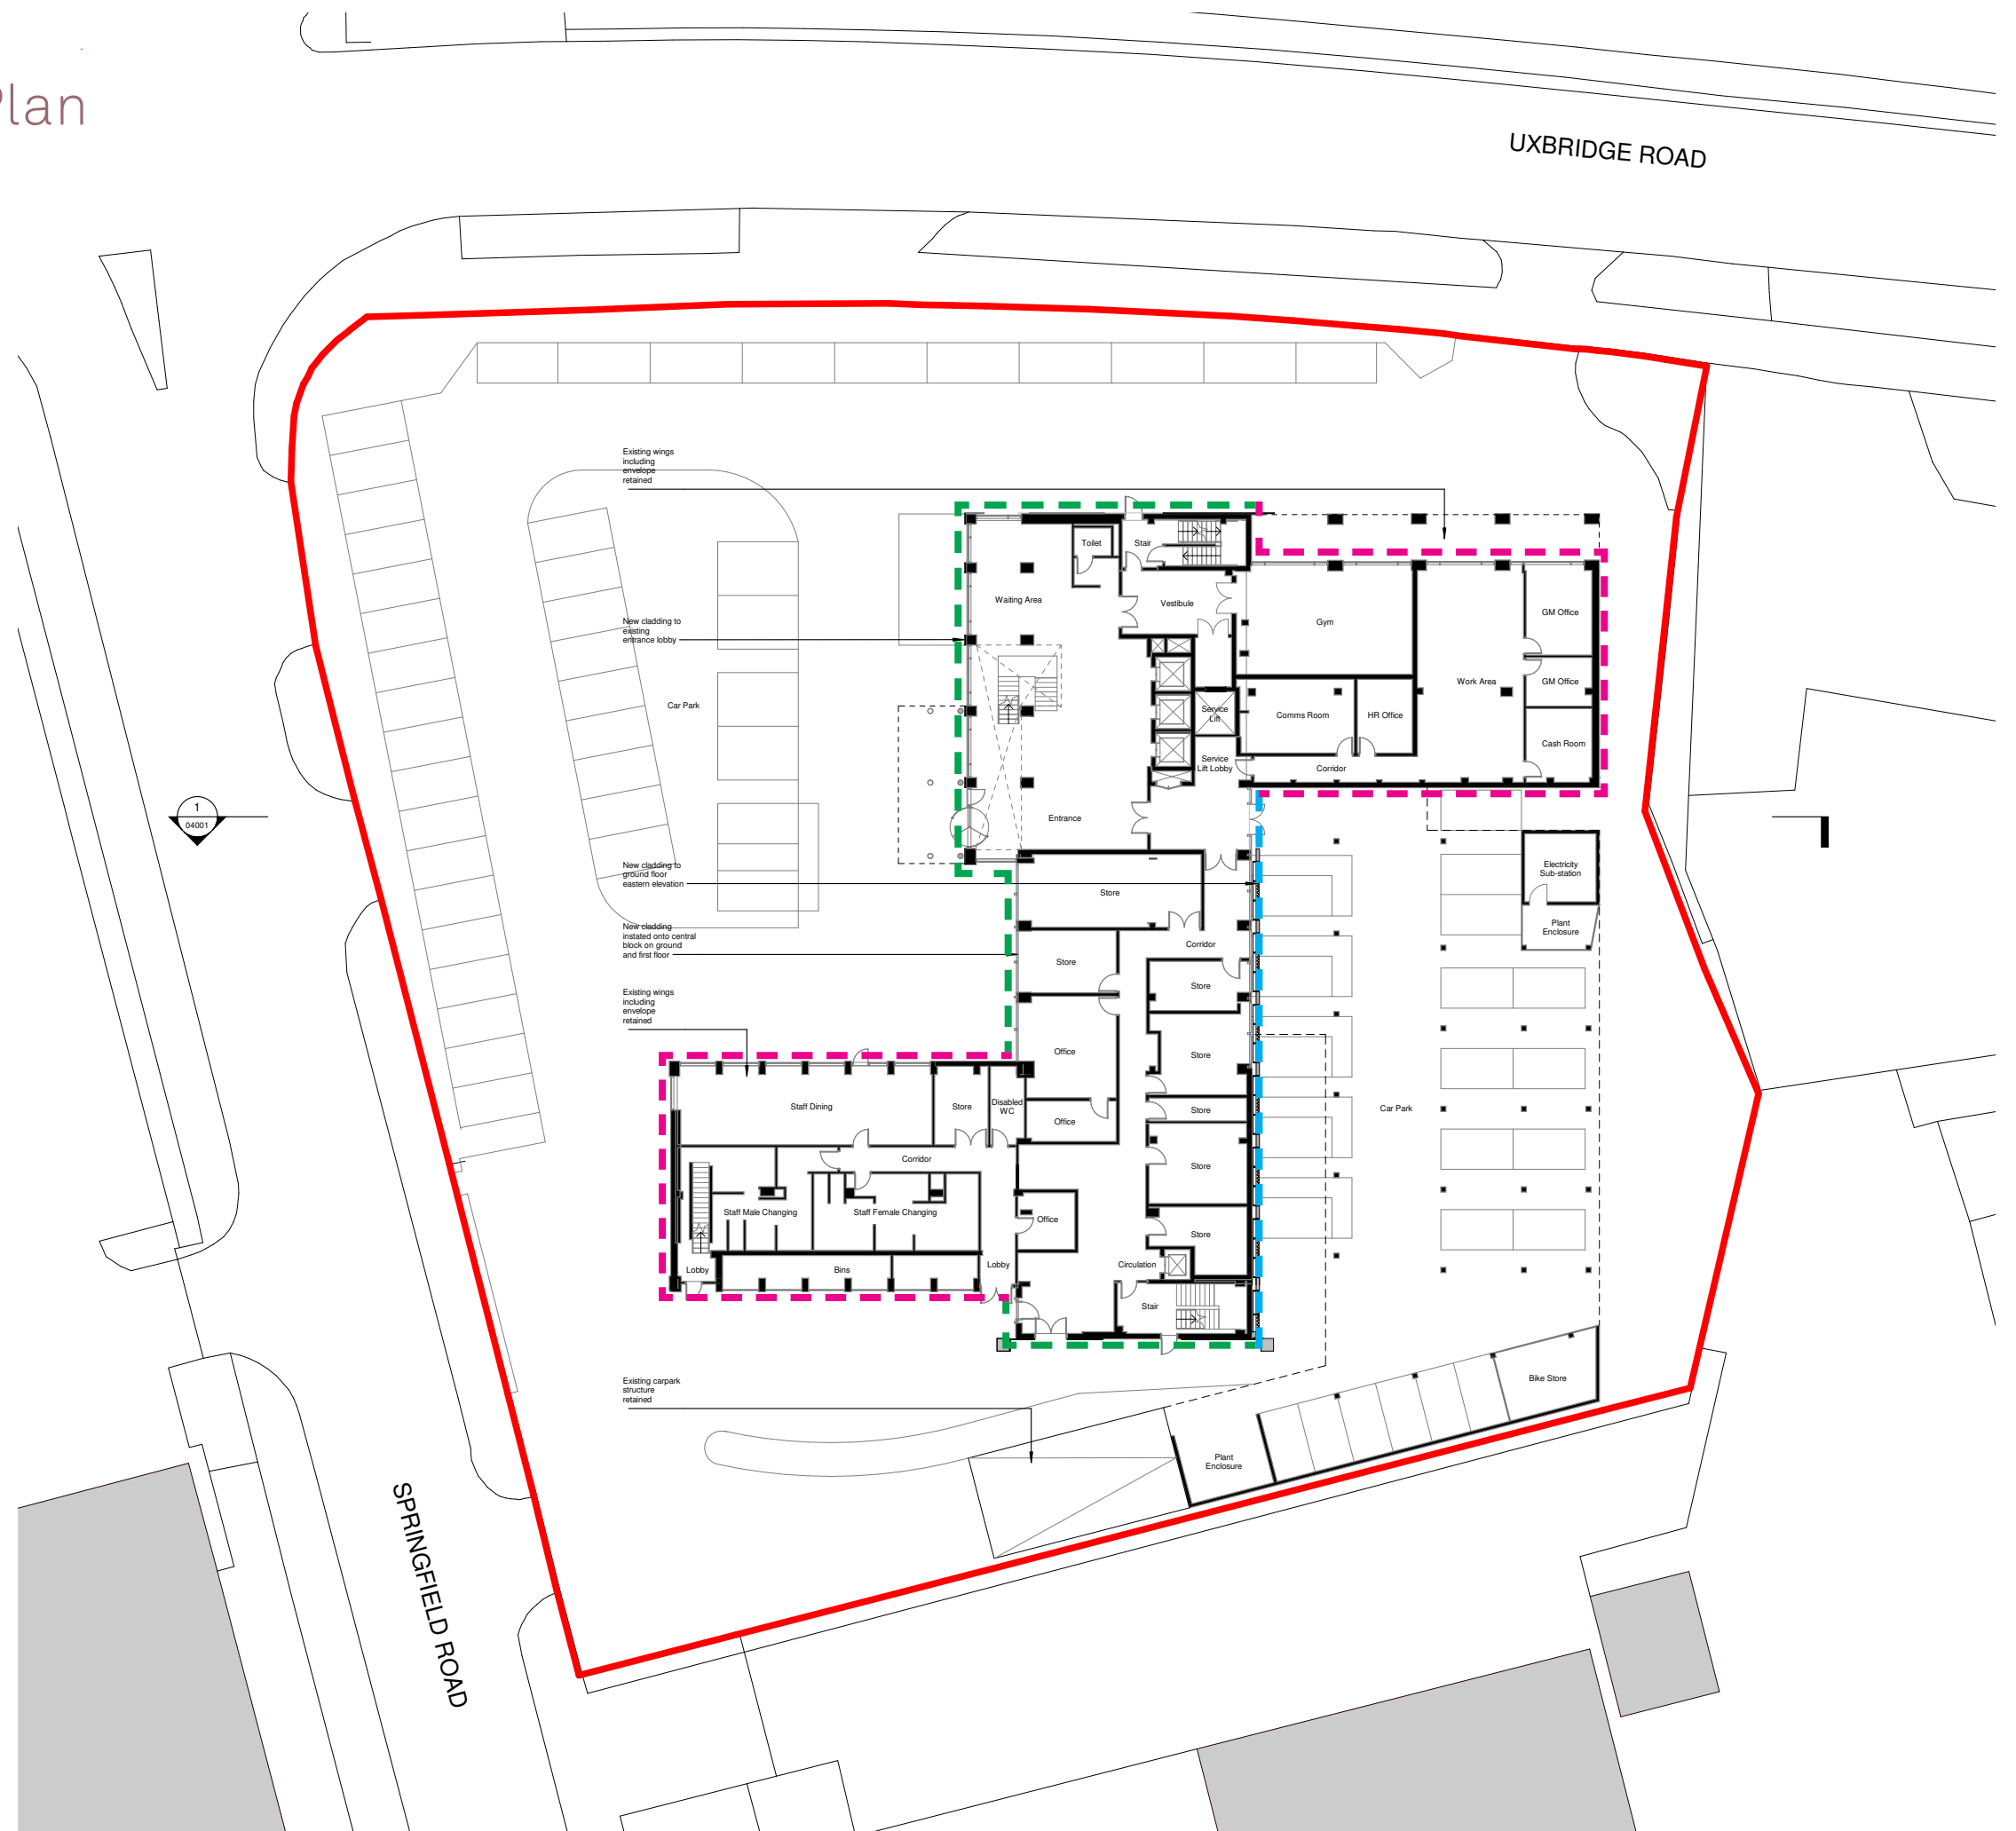 Plan
UXBRIDGE ROAD
Existing wings
including
envelope
retained
Toilet
Stair
Waiting Area
Vestibule
GM Office
Gym
New cladding to
existing
entrance lobby
Work Area
GM Office
Car Park
Service
Lift
Comms Room
HR Office
Cash Room
Service
Lift Lobby
Corridor
1
04001
Entrance
New cladding to
ground floor
eastern elevation
Electricity
Sub-station
Store
Plant
Enclosure
New cladding
instated onto central
block on ground
and first floor
Corridor
Store
Store
Existing wings
including
envelope
retained
Office
Store
Staff Dining
Store
Disabled
WC
Office
Store
Car Park
Corridor
Store
Staff Male Changing
Staff Female Changing
Office
Store
Lobby
Bins
Lobby
Circulation
Stair
Existing carpark
structure
retained
Bike Store
Plant
Enclosure
SPRINGFIELD ROAD